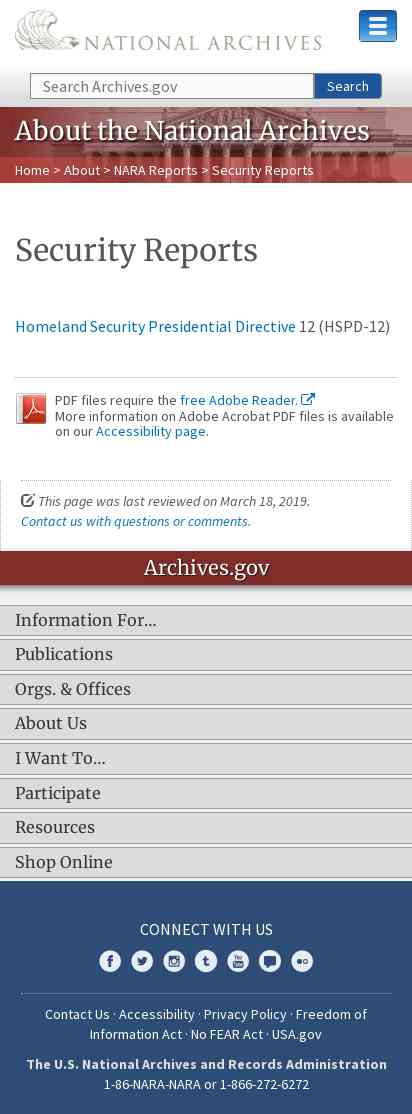 NATIONAL ARCHIVES
Search Archives.gov
Search
About the National Archives
Home > About > NARA Reports > Security Reports
Security Reports
Homeland Security Presidential Directive 12 (HSPD-12)
PDF files require the free Adobe Reader.
More information on Adobe Acrobat PDF files is available
on our Accessibility page.
This page was last reviewed on March 18, 2019.
Contact us with questions or comments.
Archives.gov
Information For…
Publications
Orgs. & Offices
About Us
I Want To…
Participate
Resources
Shop Online
CONNECT WITH US
Contact Us · Accessibility · Privacy Policy · Freedom of
Information Act · No FEAR Act · USA.gov
The U.S. National Archives and Records Administration
1-86-NARA-NARA or 1-866-272-6272